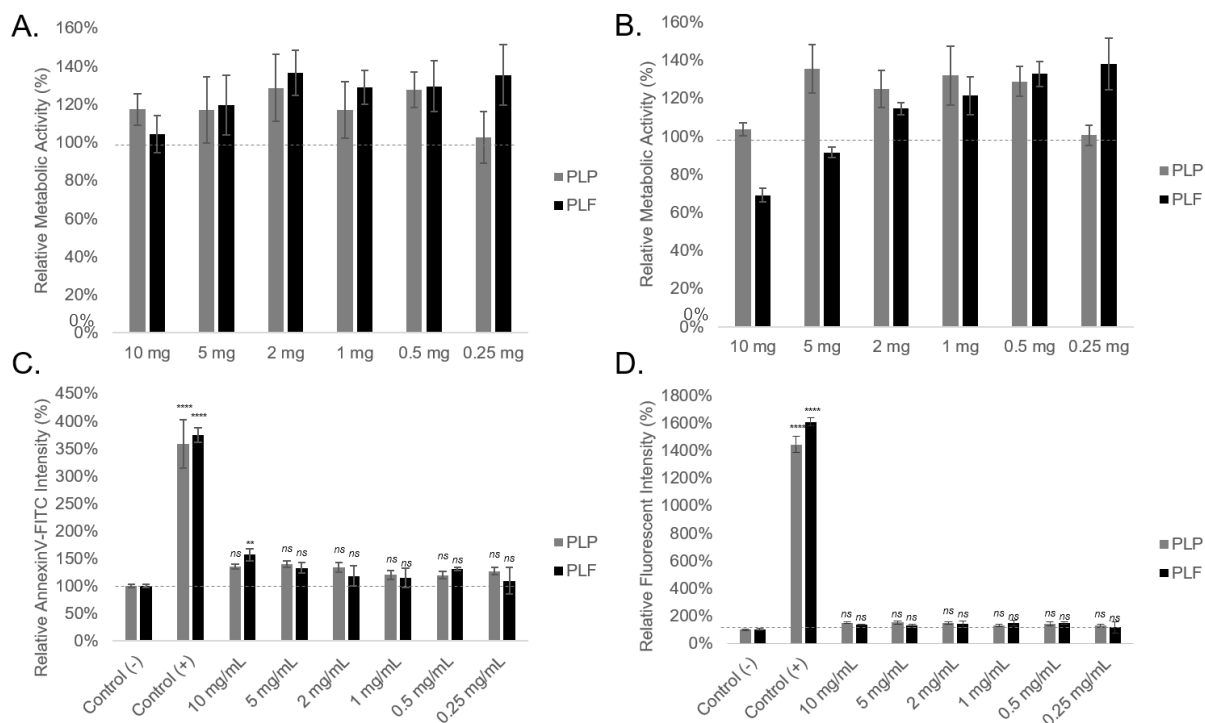 A.
160%
140%
120%
100%
80%
60%
40%
20%
0%
0%
Relative Metabolic Activity (%)
10 mg
5 mg
2 mg
1 mg
0.5 mg
0.25 mg
PLP
PLF
B.
160%
140%
120%
100%
80%
60%
40%
20%
0%
0%
Relative Metabolic Activity (%)
10 mg
5 mg
2 mg
1 mg
0.5 mg
0.25 mg
PLP
PLF
C.
450%
400%
350%
300%
250%
200%
150%
100%
50%
0%
Relative AnnexinV-FITC Intensity (%)
**** ****
ns **
ns ns
ns ns
ns ns
ns ns
ns ns
Control (-)
Control (+)
10 mg/mL
5 mg/mL
2 mg/mL
1 mg/mL
0.5 mg/mL
0.25 mg/mL
PLP
PLF
D.
1800%
1600%
1400%
1200%
1000%
800%
600%
400%
200%
0%
Relative Fluorescent Intensity (%)
**** ****
ns ns
ns ns
ns ns
ns ns
ns ns
ns ns
Control (-)
Control (+)
10 mg/mL
5 mg/mL
2 mg/mL
1 mg/mL
0.5 mg/mL
0.25 mg/mL
PLP
PLF